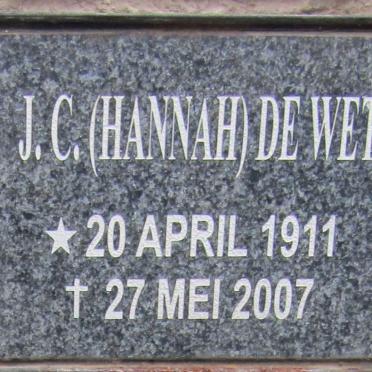 J. C. (HANNAH) DE WET
★ 20 APRIL 1911
† 27 MEI 2007